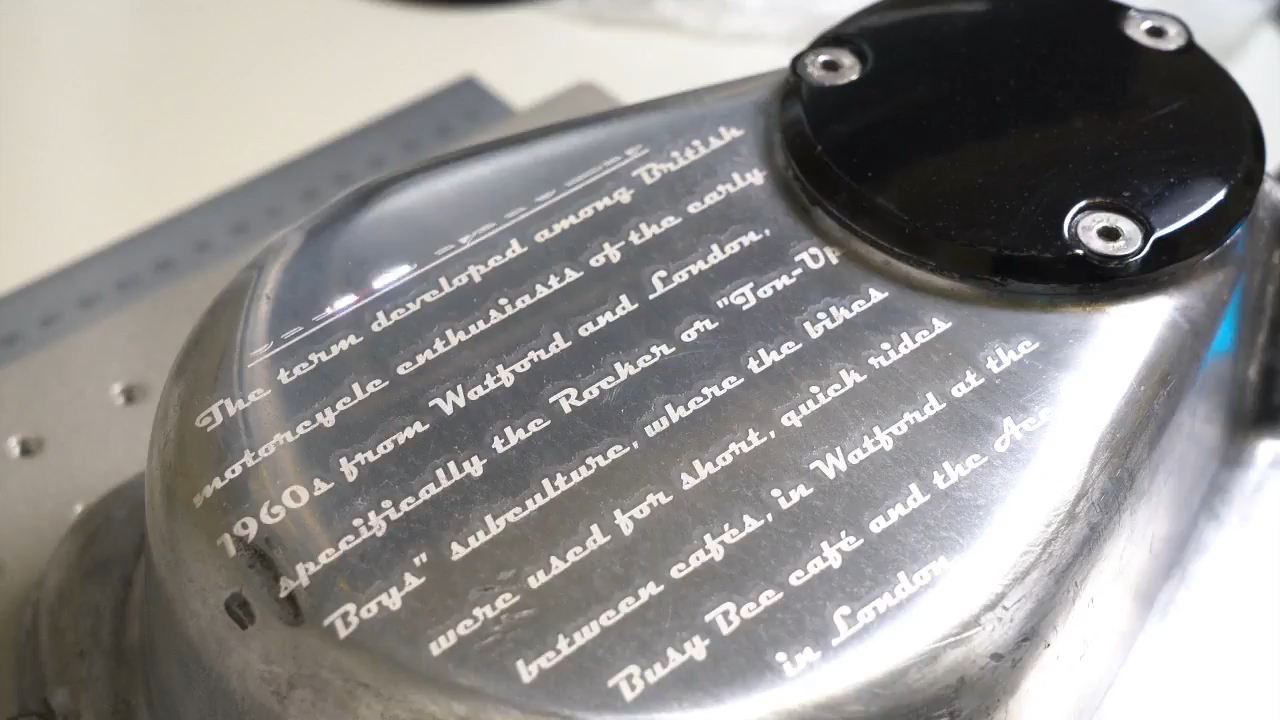 The term developed among British
motorcycle enthusiasts of the early
1960s from Watford and London,
specifically the Rocker or "Ton-Up
Boys" subculture, where the bikes
were used for short, quick rides
between cafés, in Watford at the
Busy Bee café and the Ace
in London